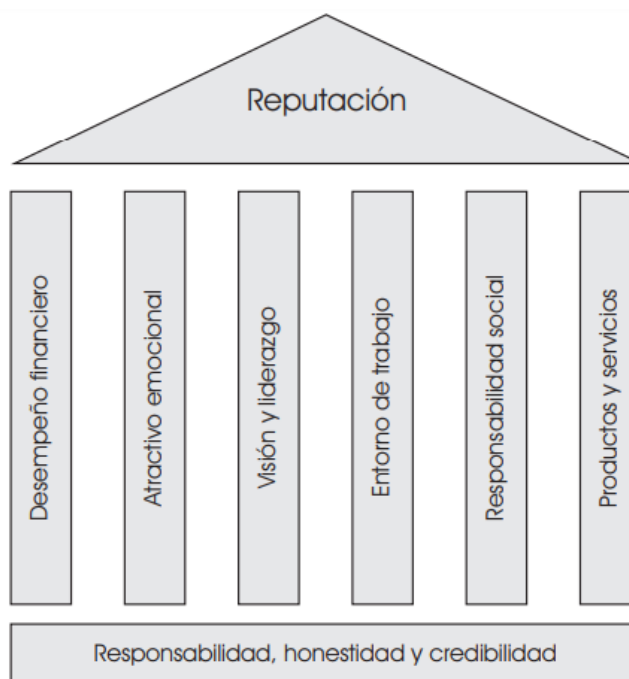 Reputación
Desempeño financiero
Atractivo emocional
Visión y liderazgo
Entorno de trabajo
Responsabilidad social
Productos y servicios
Responsabilidad, honestidad y credibilidad